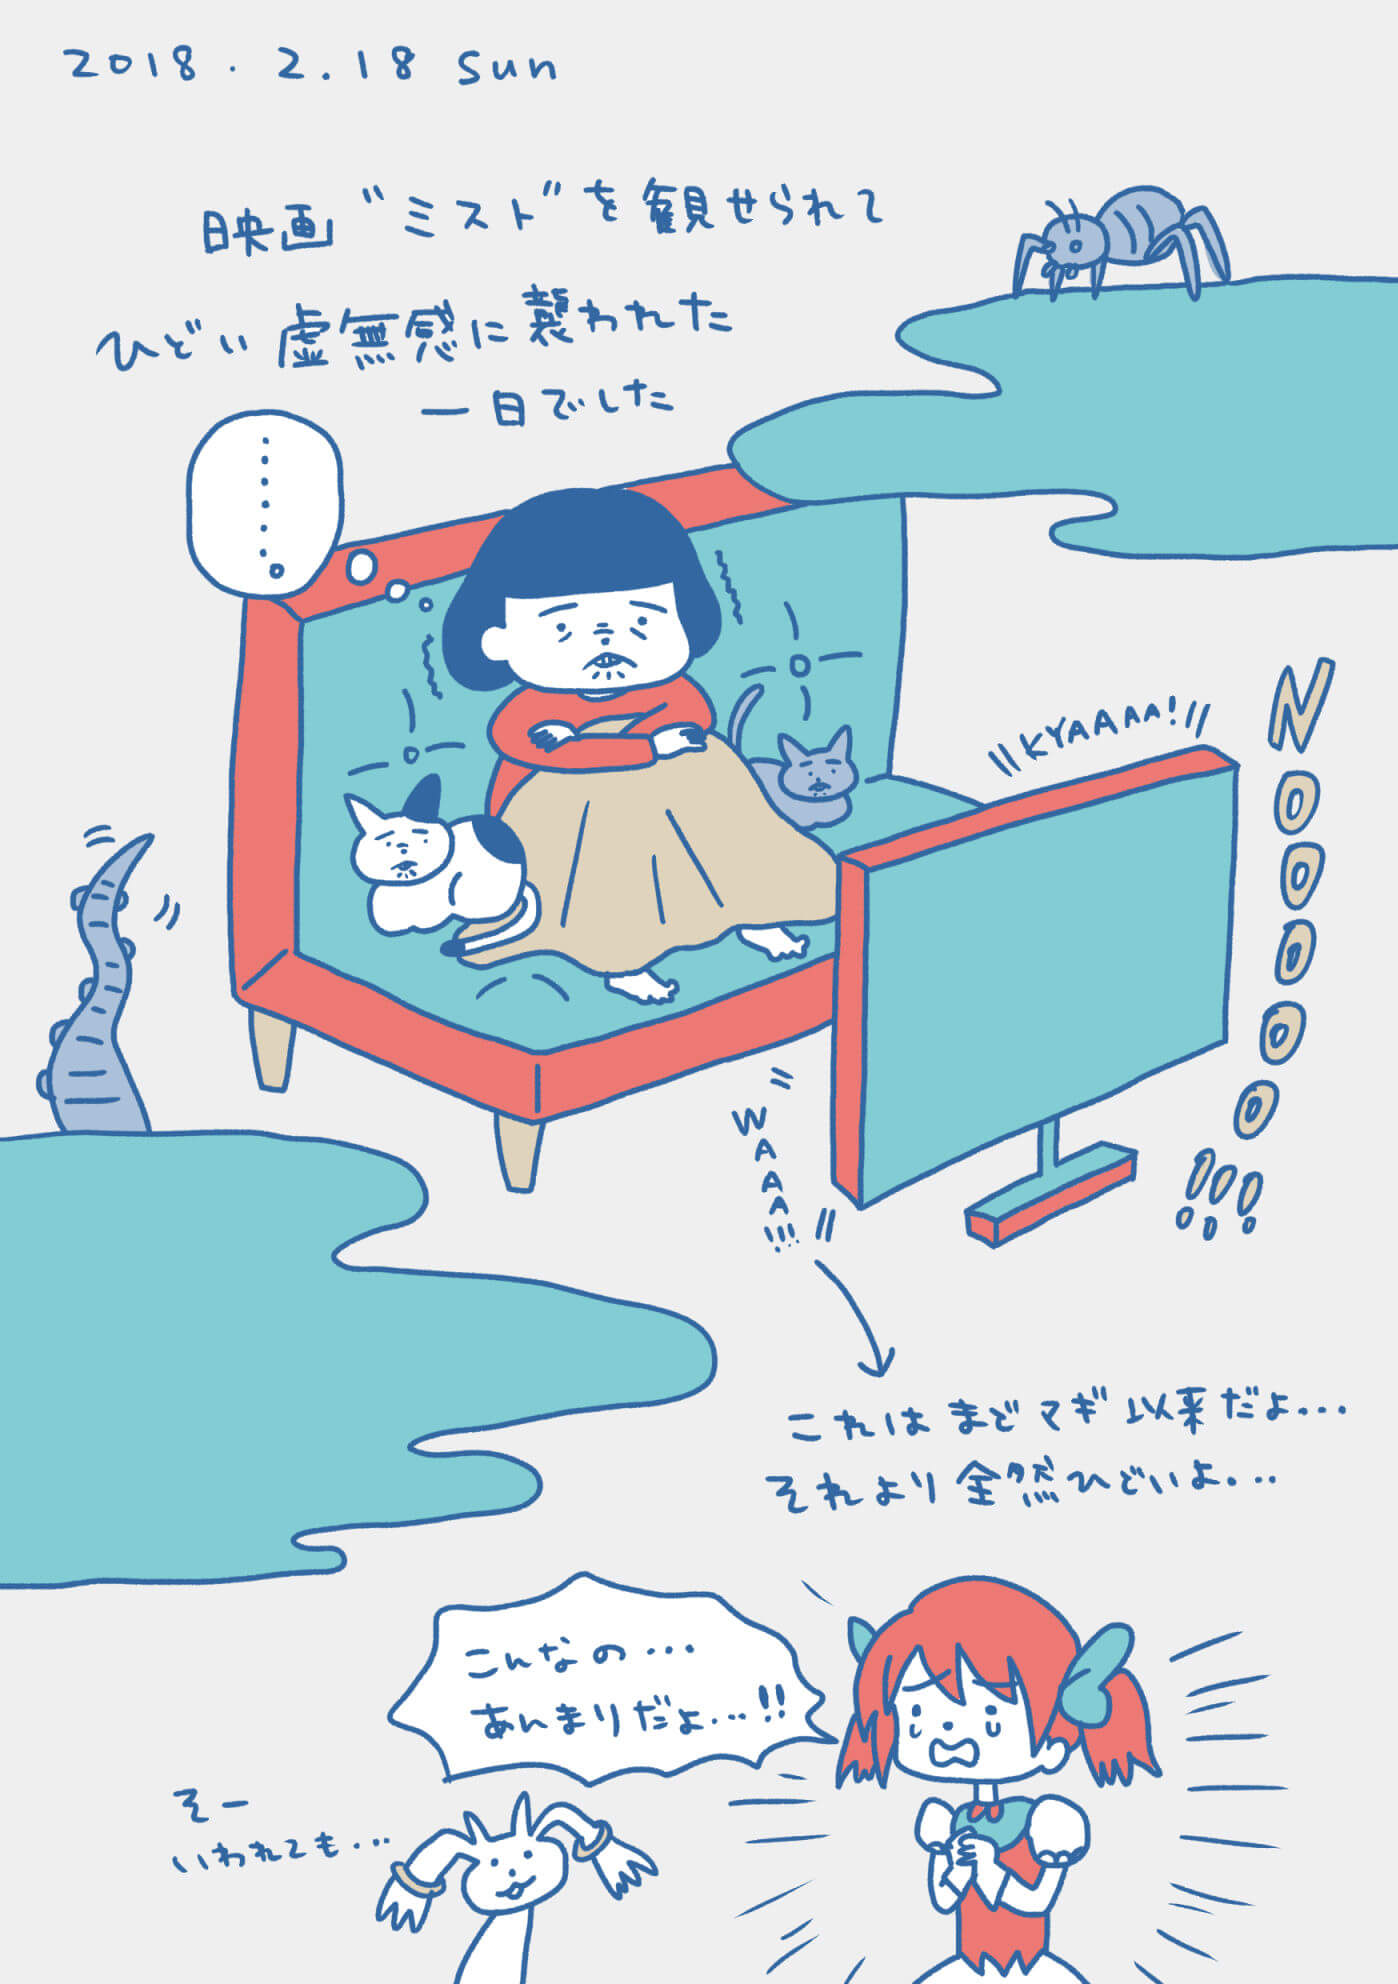 2018. 2.18 sun
映画"ミスト"を観せられて
ひどい虚無感に襲われた
一日でした
KYAAAA!
NOOOOO!!!
WAAA!!!
これはまどマギ以来だよ...
それより全然ひどいよ...
こんなの...
あんまりだよ...!!
そー
いわれても...